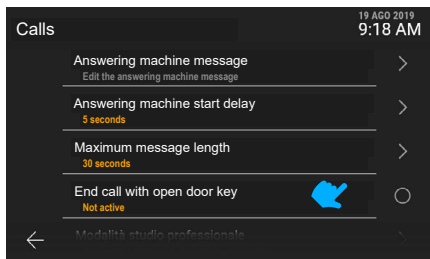 19 AGO 2019
Calls 9:18 AM
Answering machine message
Edit the answering machine message
Answering machine start delay
5 seconds
Maximum message length
30 seconds
End call with open door key
Not active
Modalità studio professionale